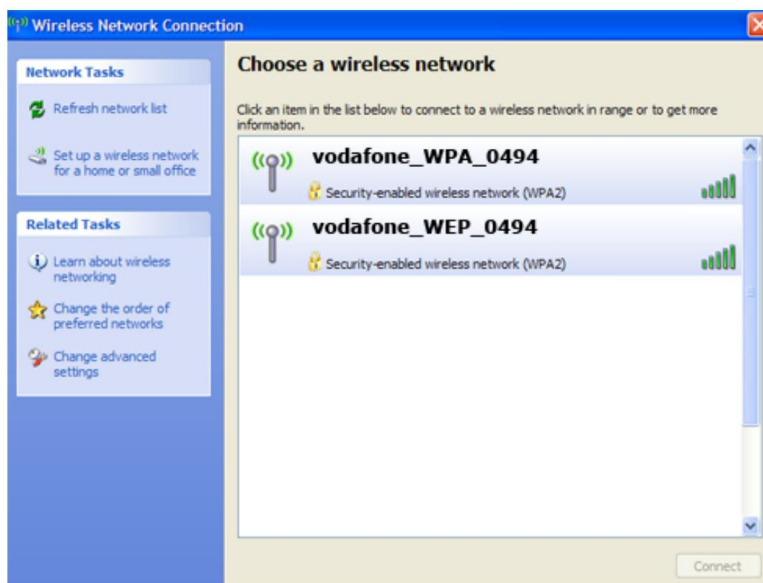 Wireless Network Connection
Network Tasks
Refresh network list
Set up a wireless network
for a home or small office
Related Tasks
Learn about wireless
networking
Change the order of
preferred networks
Change advanced
settings
Choose a wireless network
Click an item in the list below to connect to a wireless network in range or to get more
information.
vodafone_WPA_0494
Security-enabled wireless network (WPA2)
vodafone_WEP_0494
Security-enabled wireless network (WPA2)
Connect